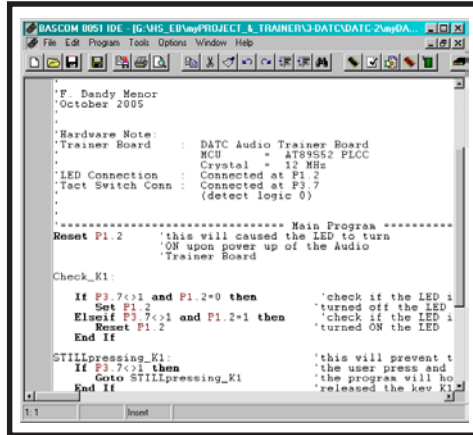 BASCOM 8051 IDE - [G:\HS_EB\myPROJECT_&_TRAINER\3-DATC\DATC-2\myDA...
File Edit Program Tools Options Window Help
'
'F. Dandy Menor
'October 2005
'
'
'Hardware Note:
'Trainer Board : DATC Audio Trainer Board
' MCU - AT89S52 PLCC
' Crystal - 12 MHz
'LED Connection : Connected at P1.2
'Tact Switch Conn : Connected at P3.7
' (detect logic 0)
'
'
'================================ Main Program ==========
Reset P1.2 'this will caused the LED to turn
'ON upon power up of the Audio
'Trainer Board
Check_K1:
If P3.7<>1 and P1.2=0 then 'check if the LED i
Set P1.2 'turned off the LED
Elseif P3.7<>1 and P1.2=1 then 'check if the LED i
Reset P1.2 'turned ON the LED
End If
STILLpressing_K1: 'this will prevent t
If P3.7<>1 then 'the user press and
Goto STILLpressing_K1 'the program will ho
End If 'released the key K1
1: 1 Insert